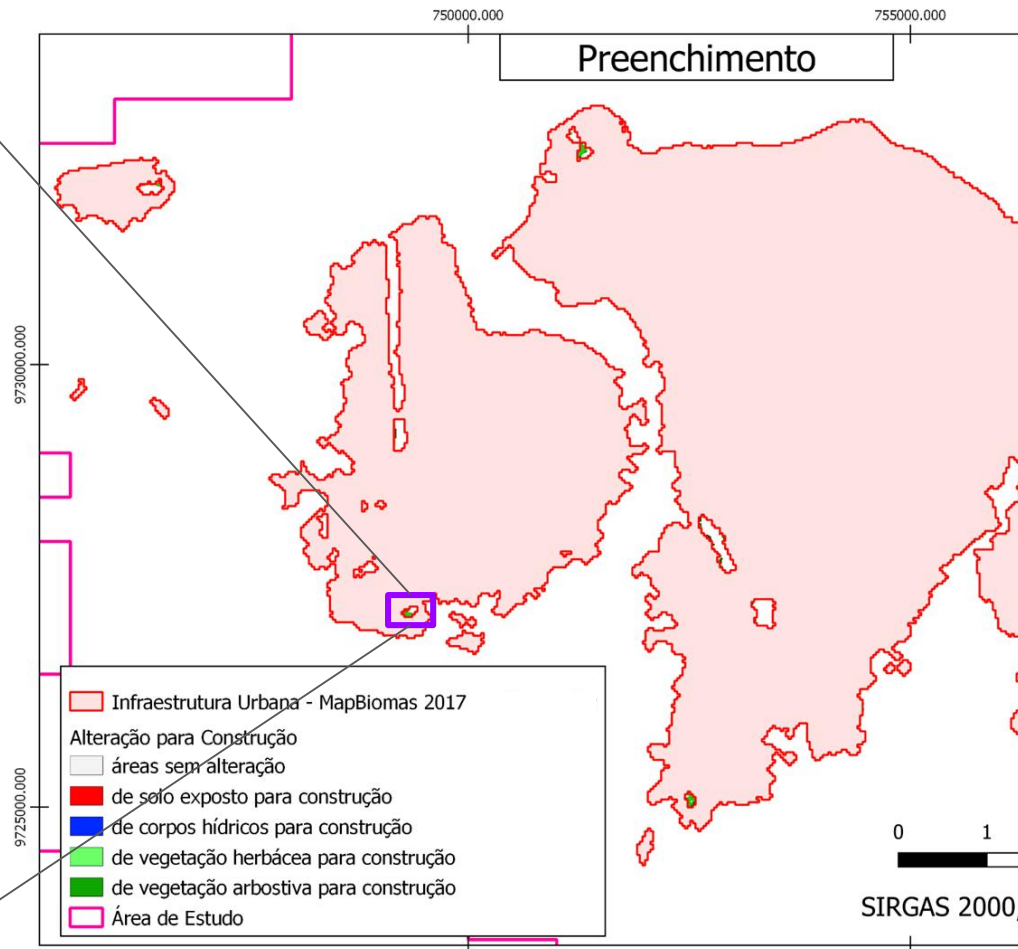 750000.000
755000.000
Preenchimento
9730000.000
9725000.000
Infraestrutura Urbana - MapBiomas 2017
Alteração para Construção
áreas sem alteração
de solo exposto para construção
de corpos hídricos para construção
de vegetação herbácea para construção
de vegetação arbostiva para construção
Área de Estudo
0 1
SIRGAS 2000,